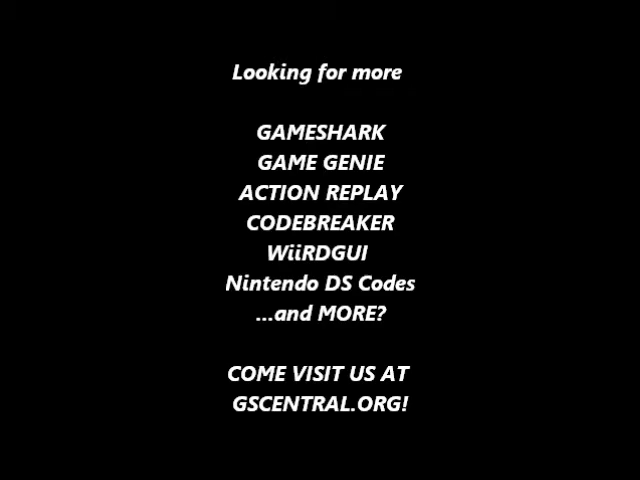 Looking for more
GAMESHARK
GAME GENIE
ACTION REPLAY
CODEBREAKER
WiiRDGUI
Nintendo DS Codes
...and MORE?
COME VISIT US AT
GSCENTRAL.ORG!